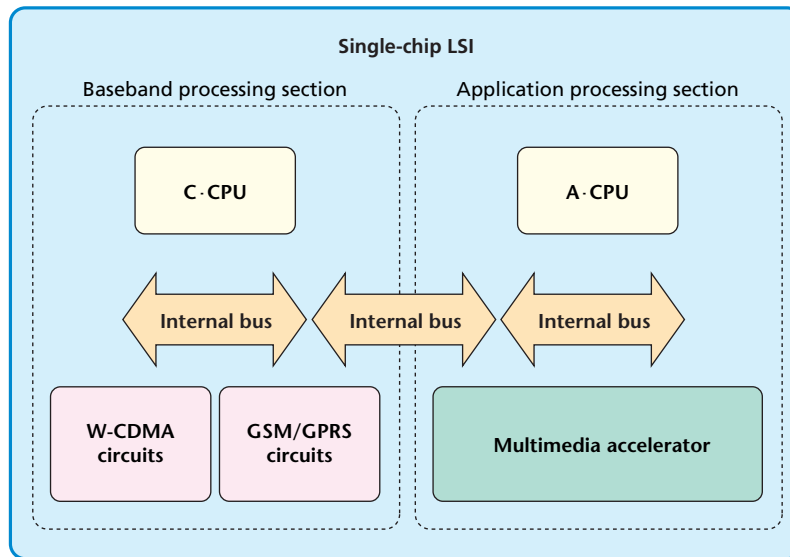 Single-chip LSI
Baseband processing section
Application processing section
C·CPU
A·CPU
Internal bus
Internal bus
Internal bus
W-CDMA
circuits
GSM/GPRS
circuits
Multimedia accelerator